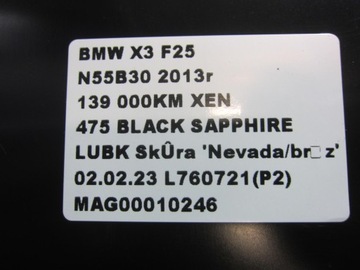 BMW X3 F25
N55B30 2013r
139 000KM XEN
475 BLACK SAPPHIRE
LUBK SkÛra 'Nevada/br□z'
02.02.23 L760721(P2)
MAG00010246